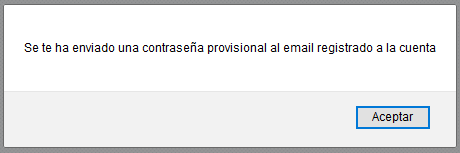 Se te ha enviado una contraseña provisional al email registrado a la cuenta
Aceptar